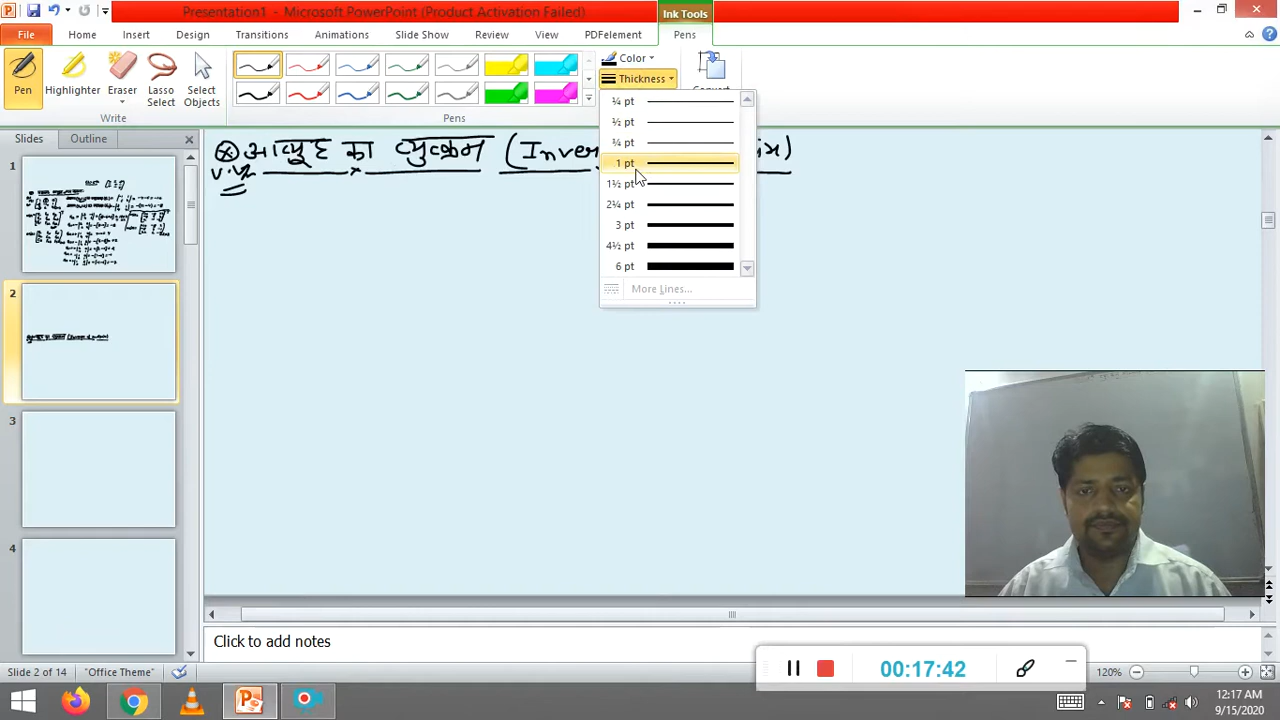 Presentation1 - Microsoft PowerPoint (Product Activation Failed)
Ink Tools
File Home Insert Design Transitions Animations Slide Show Review View PDFelement Pens
Pen Highlighter Eraser Lasso Select Select Objects
Color
Thickness
Convert
Write Pens
¼ pt
½ pt
¼ pt
1 pt
1½ pt
2¼ pt
3 pt
4½ pt
6 pt
More Lines...
Slides Outline
1
2
3
4
आव्यूह का व्युत्क्रम (Inver
Click to add notes
Slide 2 of 14 "Office Theme" 120%
00:17:42
12:17 AM
9/15/2020